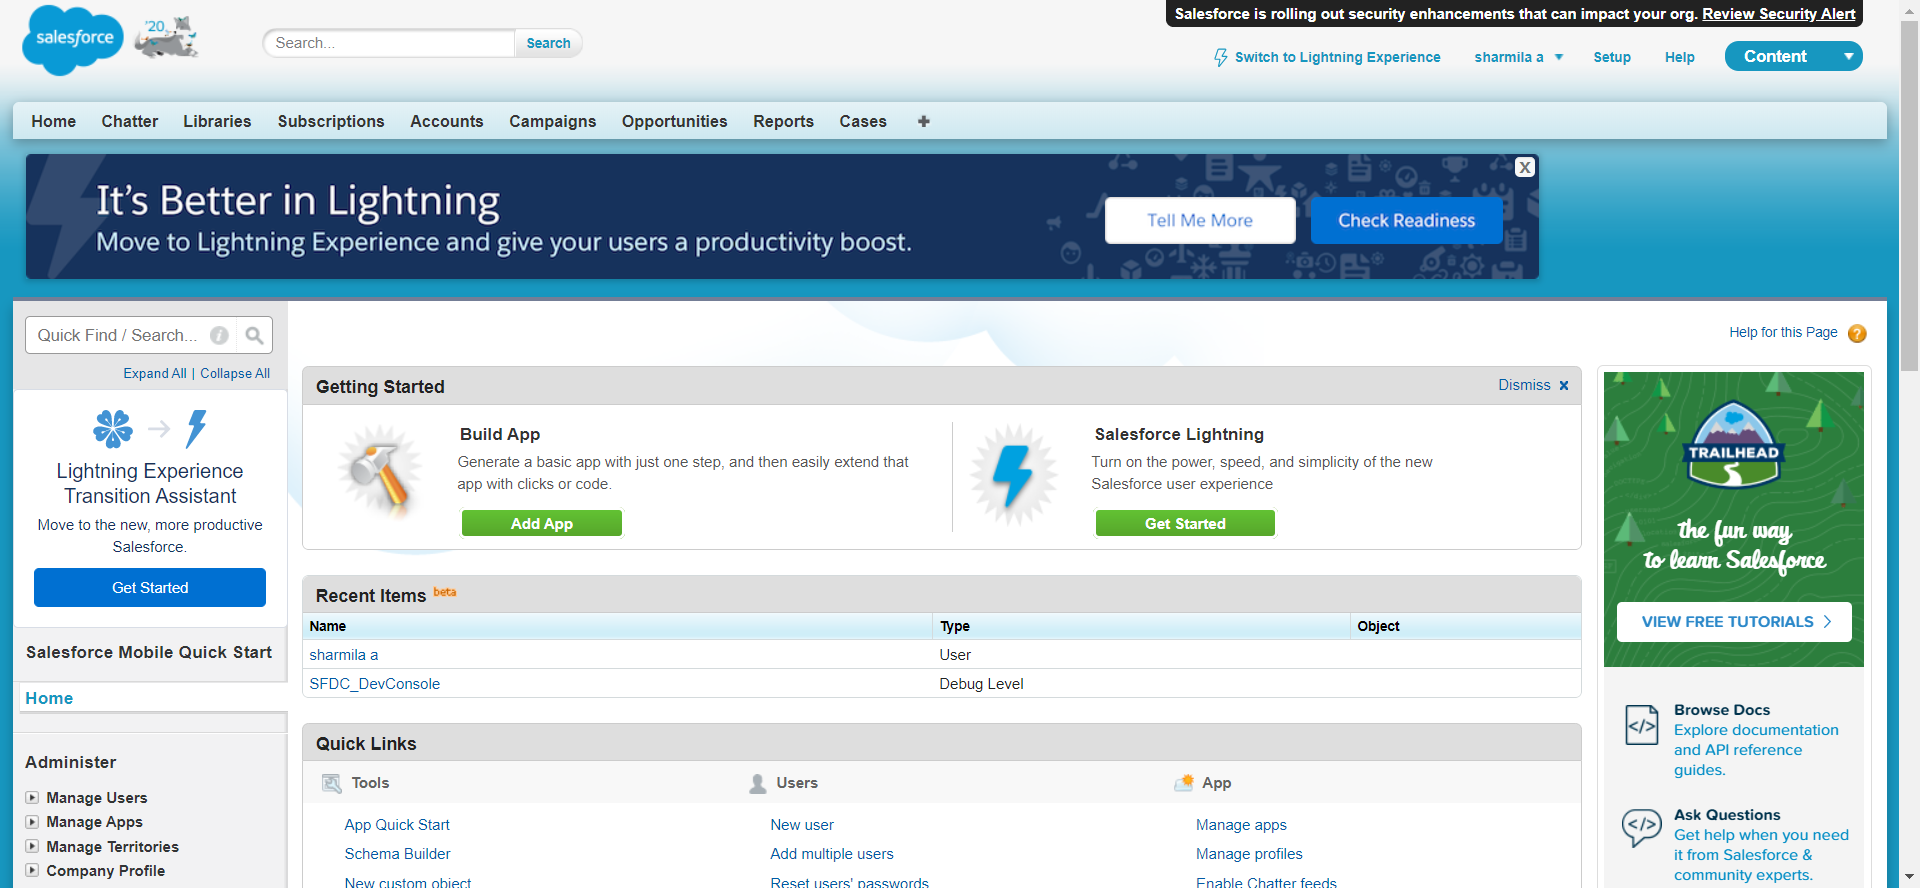 Salesforce is rolling out security enhancements that can impact your org. Review Security Alert
salesforce
'20
Search...
Search
Switch to Lightning Experience
sharmila a
Setup
Help
Content
Home
Chatter
Libraries
Subscriptions
Accounts
Campaigns
Opportunities
Reports
Cases
It's Better in Lightning
Move to Lightning Experience and give your users a productivity boost.
Tell Me More
Check Readiness
X
Quick Find / Search...
Expand All | Collapse All
Lightning Experience
Transition Assistant
Move to the new, more productive
Salesforce.
Get Started
Salesforce Mobile Quick Start
Home
Administer
Manage Users
Manage Apps
Manage Territories
Company Profile
Help for this Page
Getting Started
Dismiss
Build App
Generate a basic app with just one step, and then easily extend that
app with clicks or code.
Add App
Salesforce Lightning
Turn on the power, speed, and simplicity of the new
Salesforce user experience
Get Started
Recent Items beta
Name Type Object
sharmila a User
SFDC_DevConsole Debug Level
Quick Links
Tools
App Quick Start
Schema Builder
New custom object
Users
New user
Add multiple users
Reset users' passwords
App
Manage apps
Manage profiles
Enable Chatter feeds
TRAILHEAD
the fun way
to learn Salesforce
VIEW FREE TUTORIALS
Browse Docs
Explore documentation
and API reference
guides.
Ask Questions
Get help when you need
it from Salesforce &
community experts.